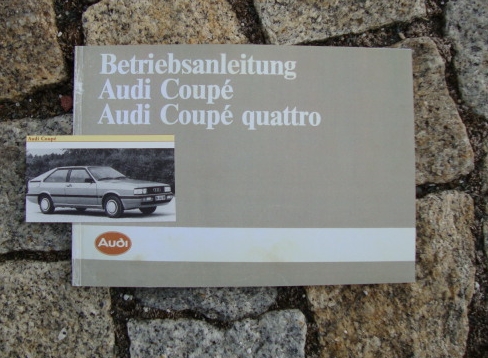 Betriebsanleitung
Audi Coupé
Audi Coupé quattro
Audi Coupé
Audi